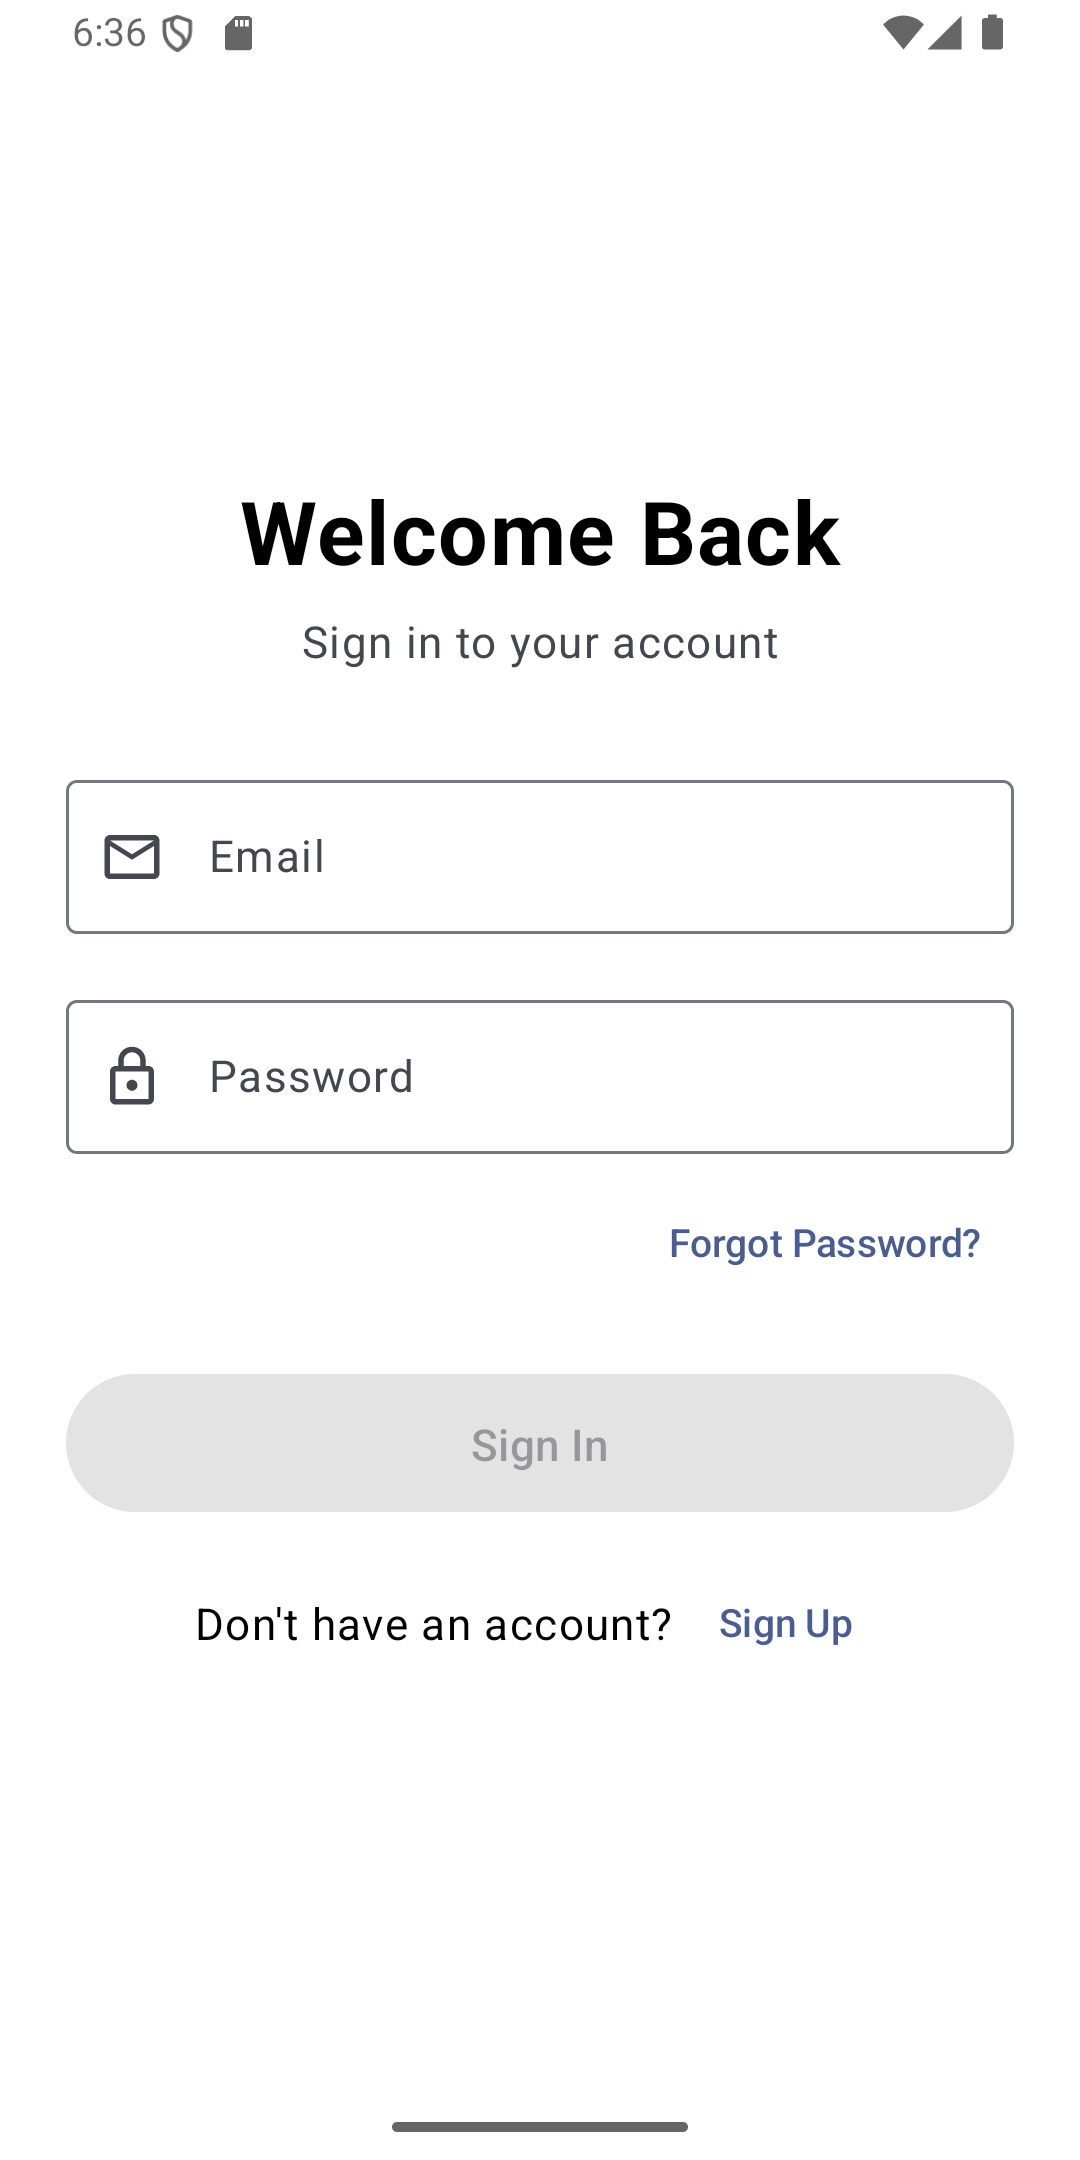 6:36
Welcome Back
Sign in to your account
Email
Password
Forgot Password?
Sign In
Don't have an account? Sign Up